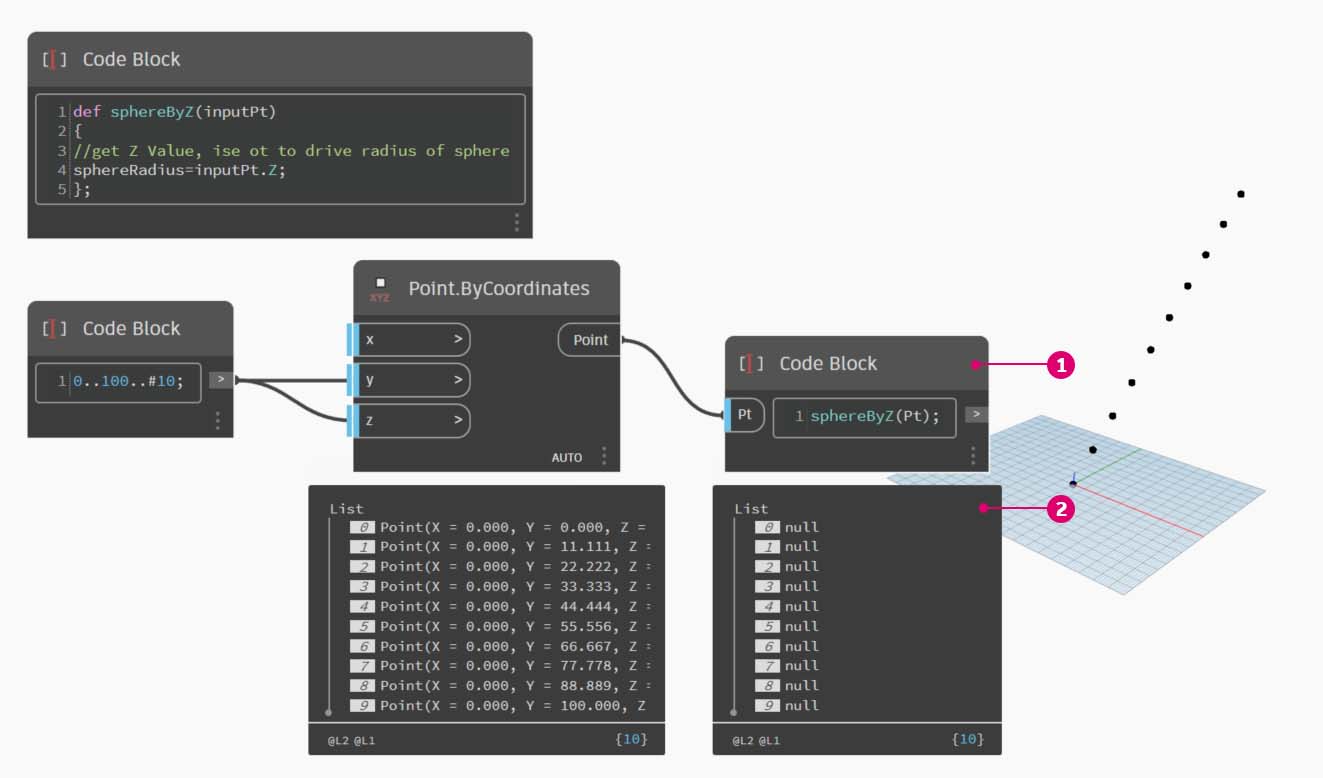 [[] Code Block
1 def sphereByZ(inputPt)
2 {
3 //get Z Value, ise ot to drive radius of sphere
4 sphereRadius=inputPt.Z;
5 };
[[] Code Block
1 0..100..#10; >
XYZ Point.ByCoordinates
x > Point
y >
z >
AUTO
[[] Code Block 1
Pt 1 sphereByZ(Pt); >
List
0 Point(X = 0.000, Y = 0.000, Z =
1 Point(X = 0.000, Y = 11.111, Z =
2 Point(X = 0.000, Y = 22.222, Z =
3 Point(X = 0.000, Y = 33.333, Z =
4 Point(X = 0.000, Y = 44.444, Z =
5 Point(X = 0.000, Y = 55.556, Z =
6 Point(X = 0.000, Y = 66.667, Z =
7 Point(X = 0.000, Y = 77.778, Z =
8 Point(X = 0.000, Y = 88.889, Z =
9 Point(X = 0.000, Y = 100.000, Z
@L2 @L1 {10}
List 2
0 null
1 null
2 null
3 null
4 null
5 null
6 null
7 null
8 null
9 null
@L2 @L1 {10}